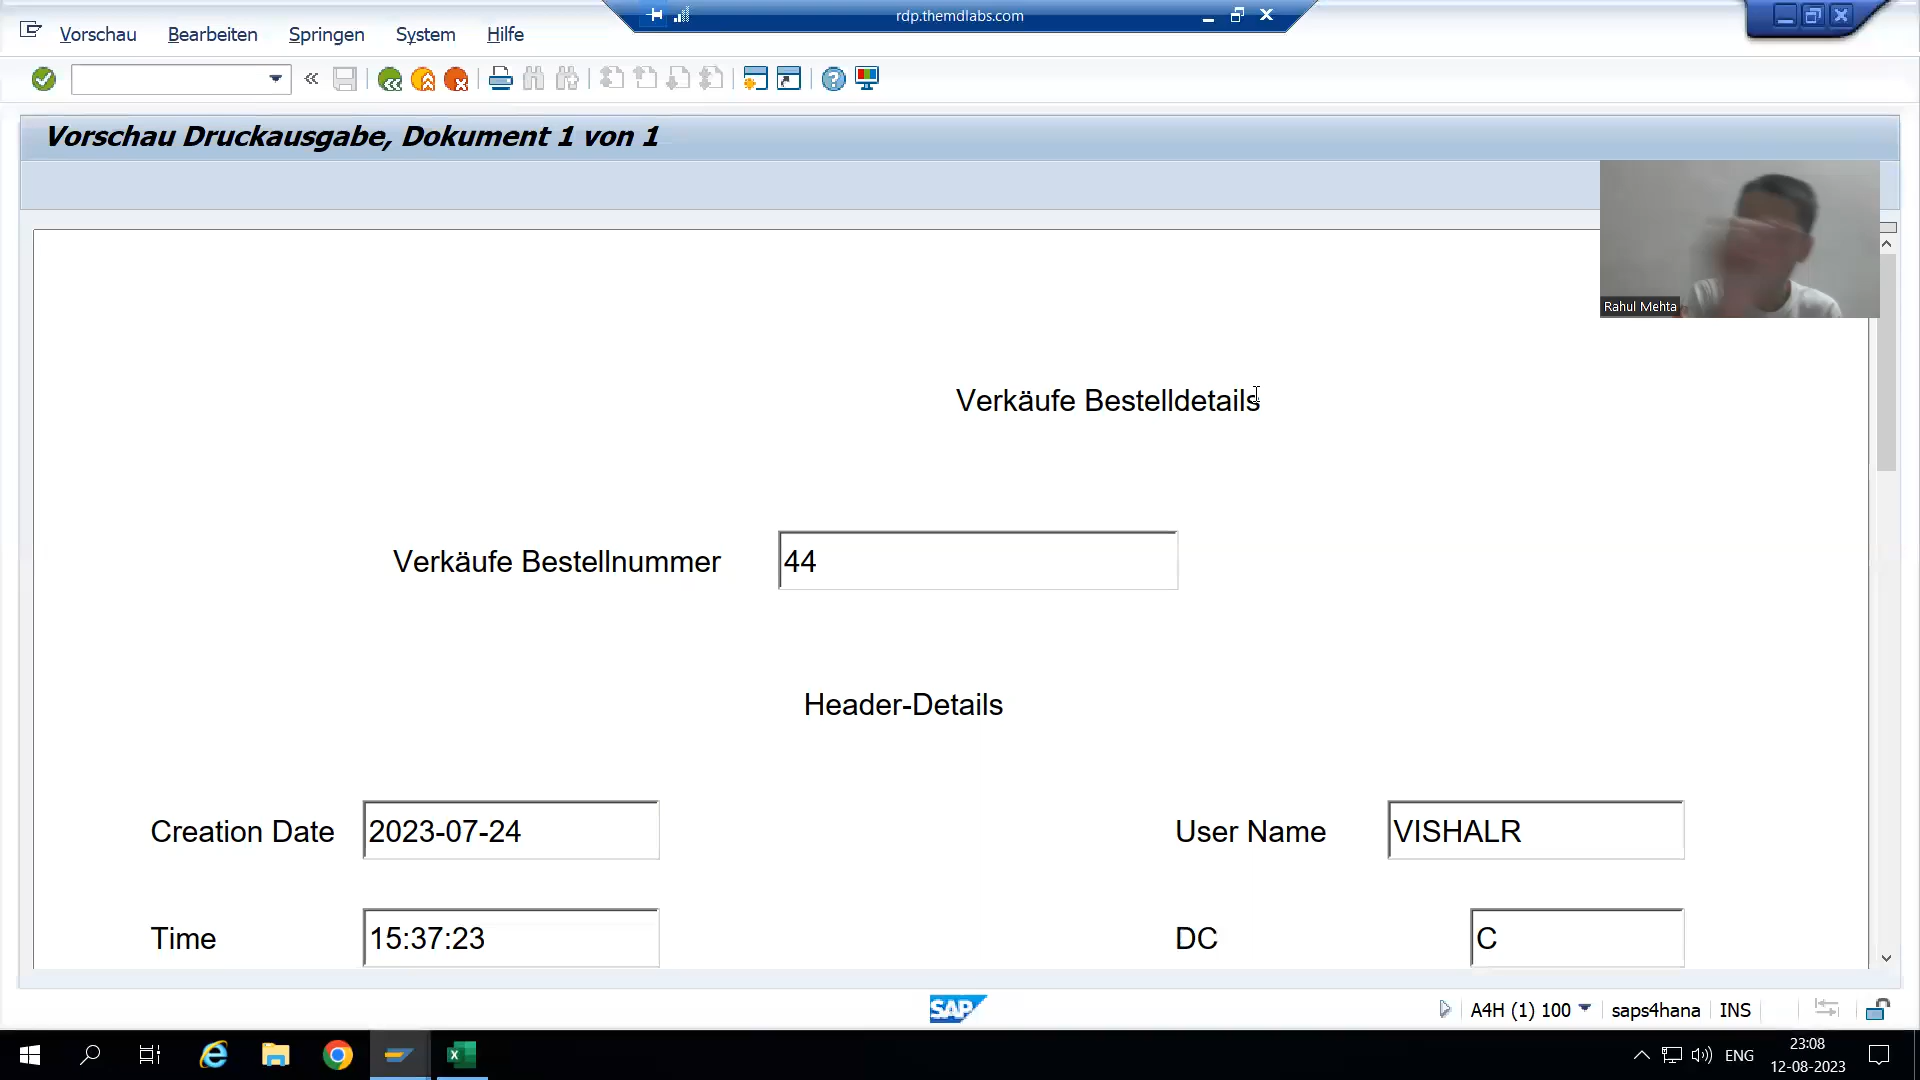 rdp.themdlabs.com
Vorschau Bearbeiten Springen System Hilfe
Vorschau Druckausgabe, Dokument 1 von 1
Rahul Mehta
Verkäufe Bestelldetails
Verkäufe Bestellnummer 44
Header-Details
Creation Date 2023-07-24 User Name VISHALR
Time 15:37:23 DC C
SAP A4H (1) 100 saps4hana INS
ENG 23:08
12-08-2023